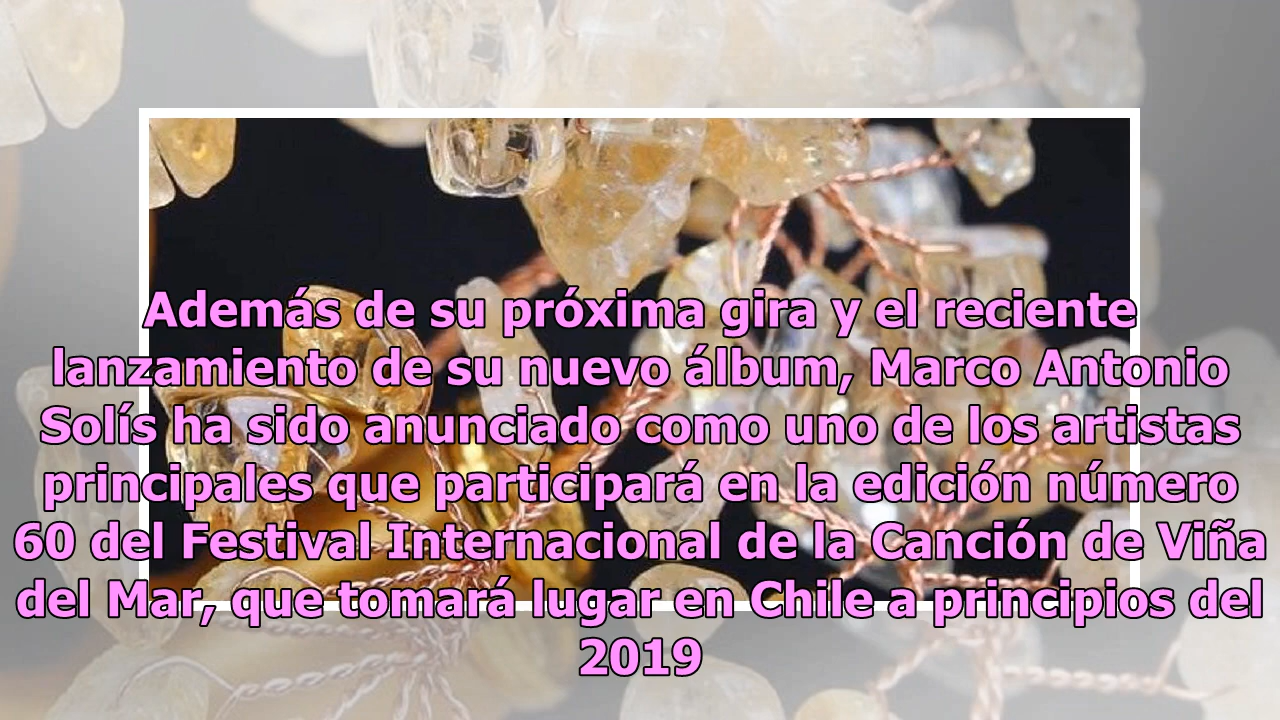 Además de su próxima gira y el reciente
lanzamiento de su nuevo álbum, Marco Antonio
Solís ha sido anunciado como uno de los artistas
principales que participará en la edición número
60 del Festival Internacional de la Canción de Viña
del Mar, que tomará lugar en Chile a principios del
2019